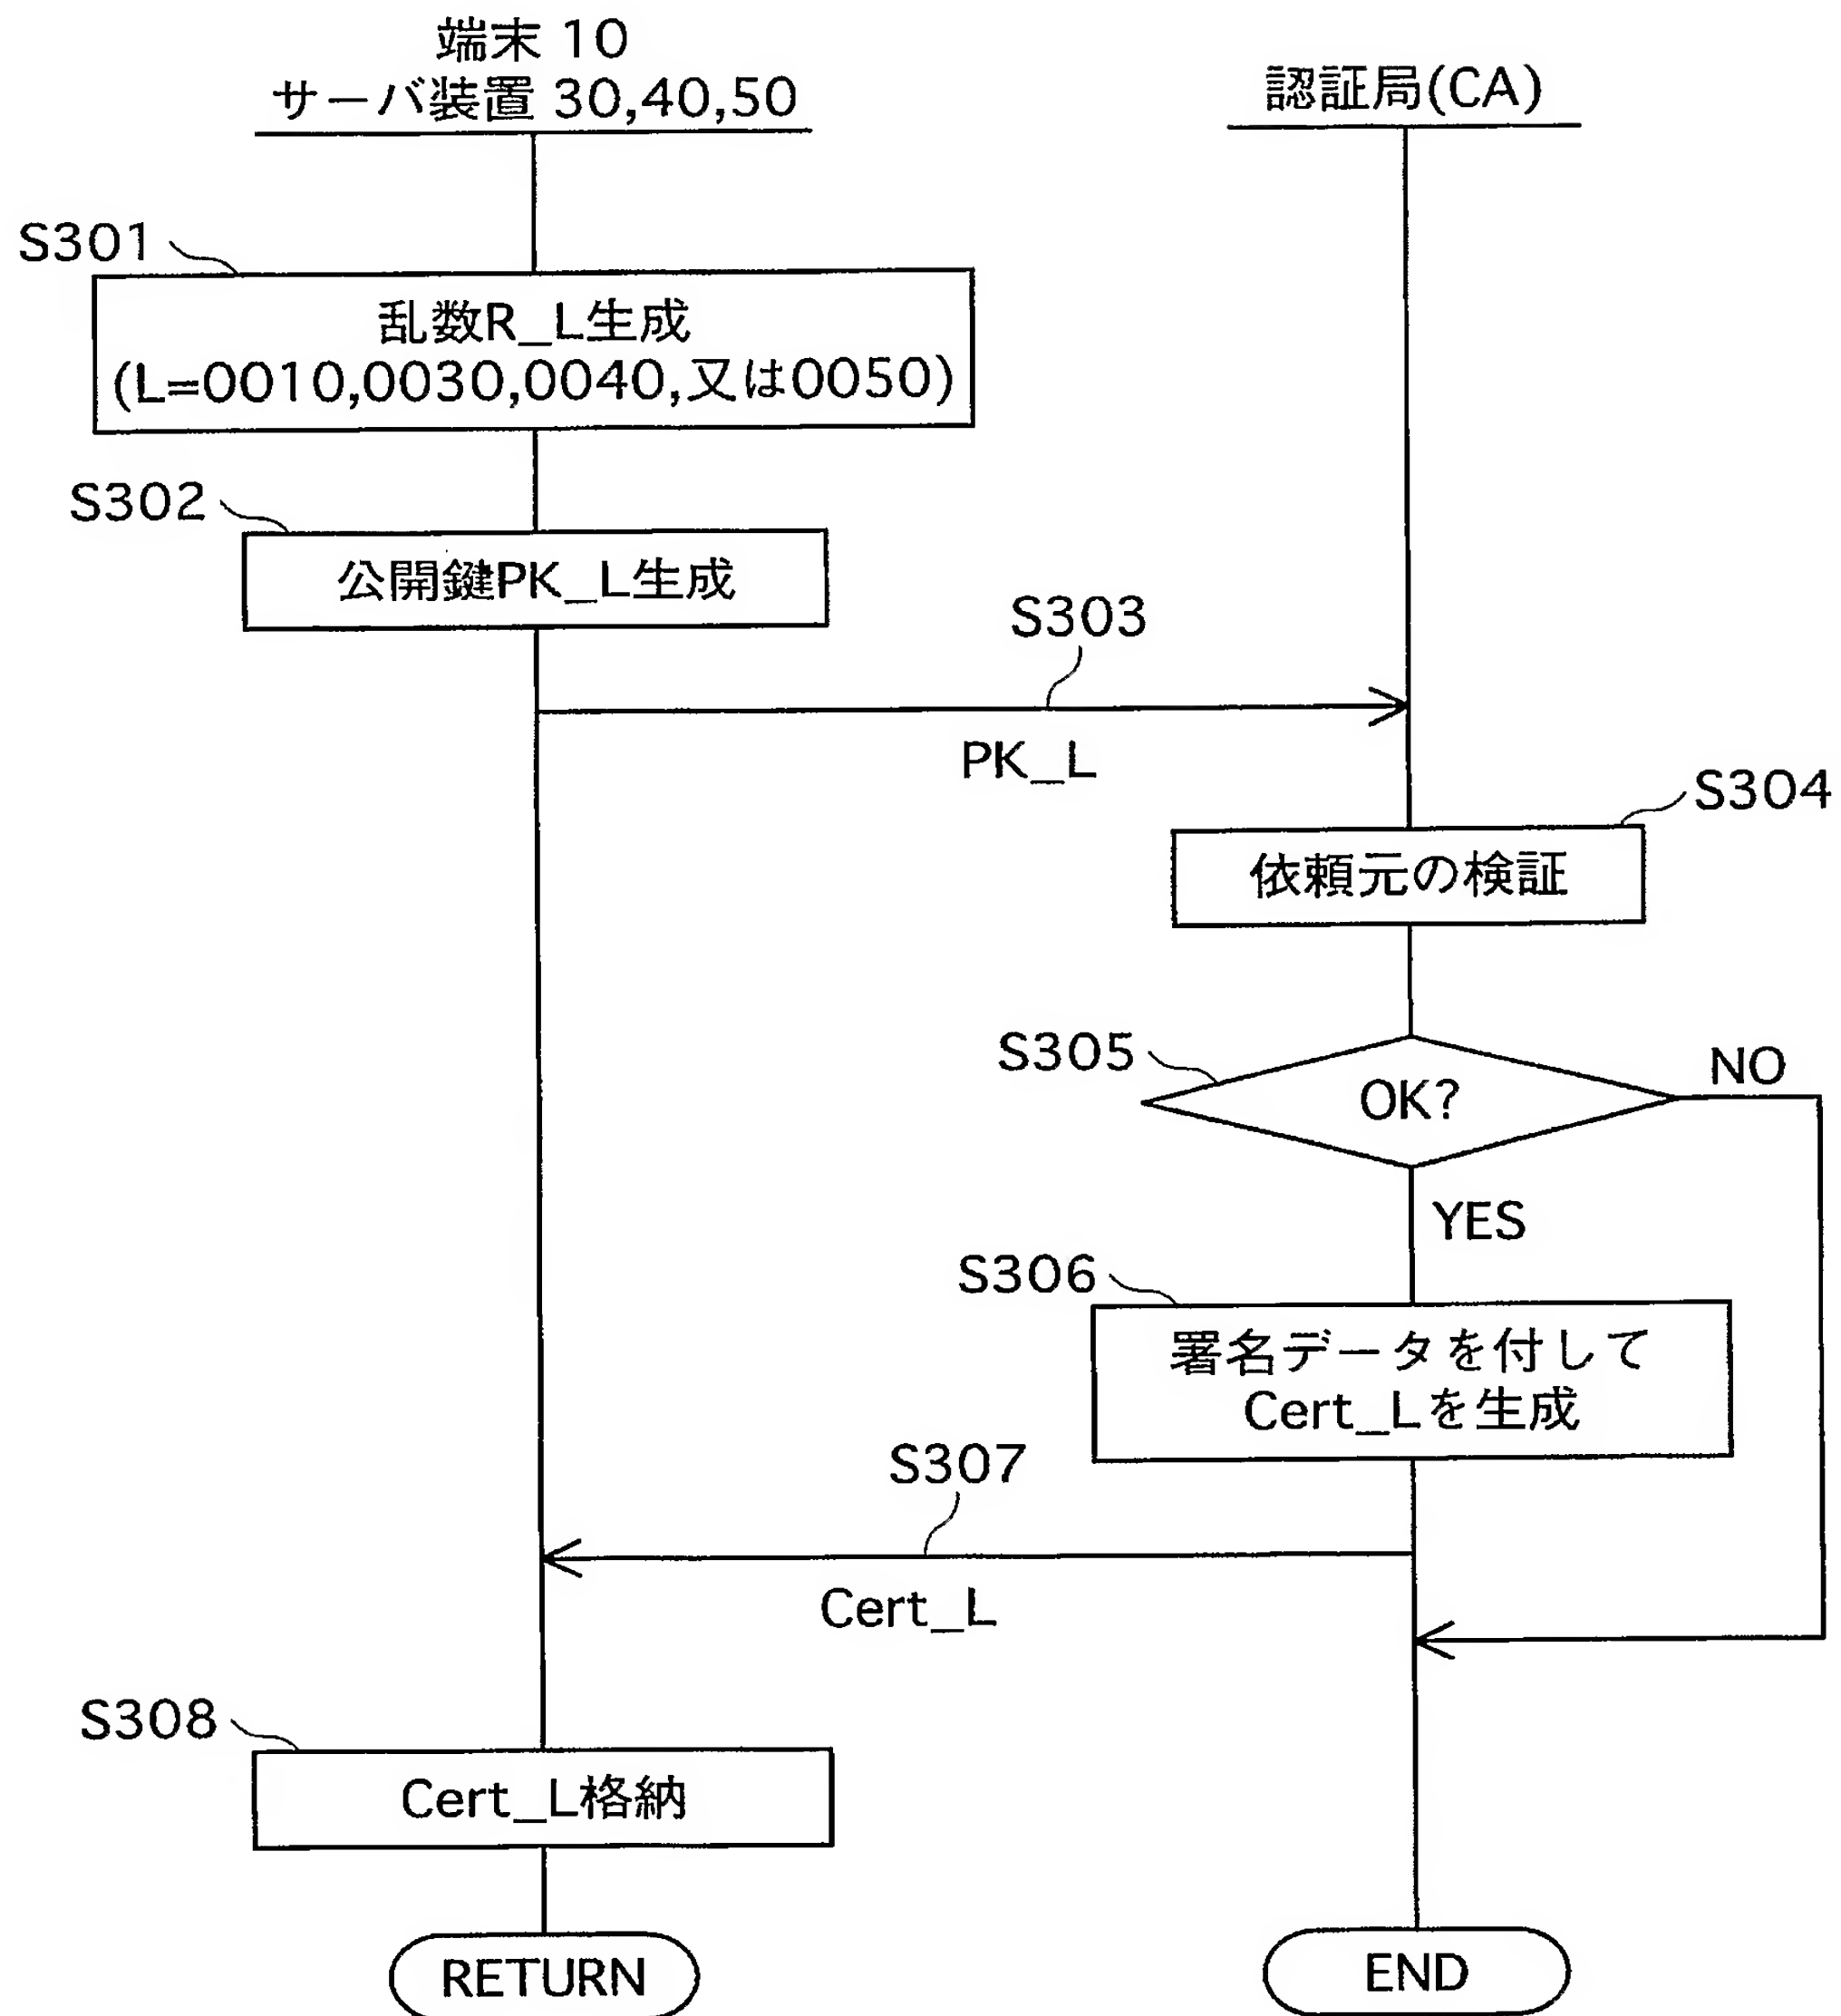 端末 10
サーバ装置 30,40,50
認証局(CA)
S301
乱数R_L生成
(L=0010,0030,0040,又は0050)
S302
公開鍵PK_L生成
S303
PK_L
S304
依頼元の検証
S305
OK?
NO
YES
S306
署名データを付して
Cert_Lを生成
S307
Cert_L
S308
Cert_L格納
RETURN
END